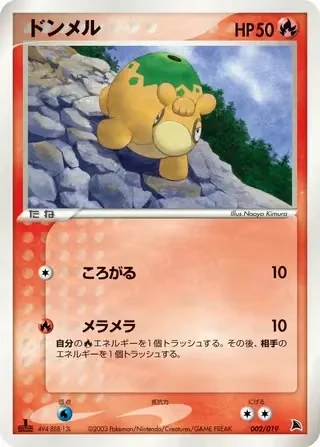 ドンメル HP50
Illus. Naoyo Kimura
たね
ころがる 10
メラメラ 10
自分のエネルギーを1個トラッシュする。その後、相手の
エネルギーを1個トラッシュする。
弱点 抵抗力 にげる
1 ©2003 Pokémon/Nintendo/Creatures/GAME FREAK 002/019